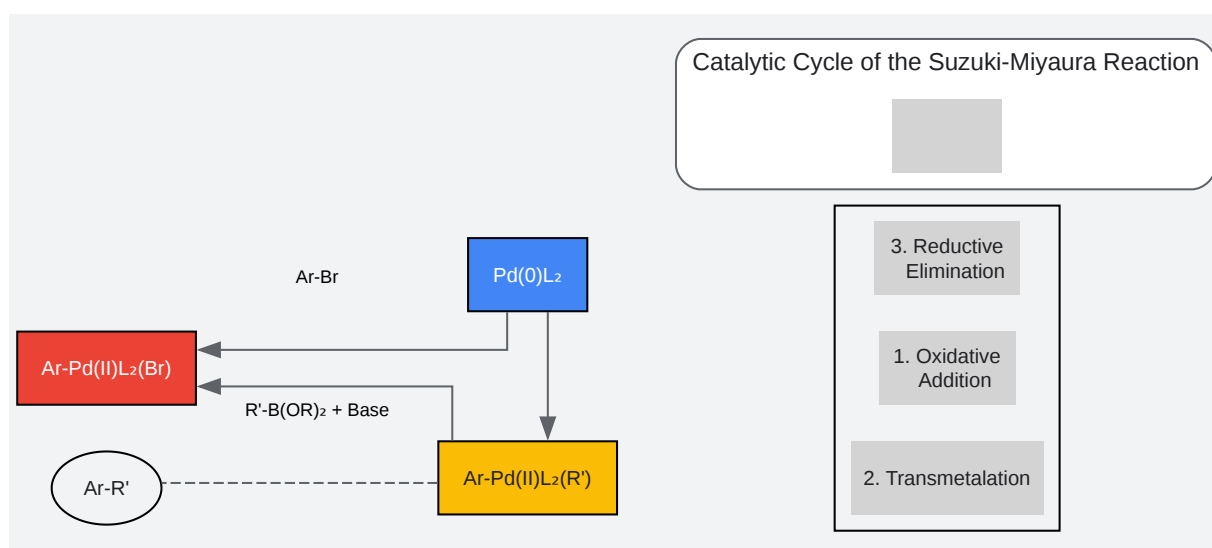 Catalytic Cycle of the Suzuki-Miyaura Reaction
Ar-Br
Pd(0)L₂
Ar-Pd(II)L₂(Br)
R'-B(OR)₂ + Base
Ar-Pd(II)L₂(R')
Ar-R'
3. Reductive
Elimination
1. Oxidative
Addition
2. Transmetalation